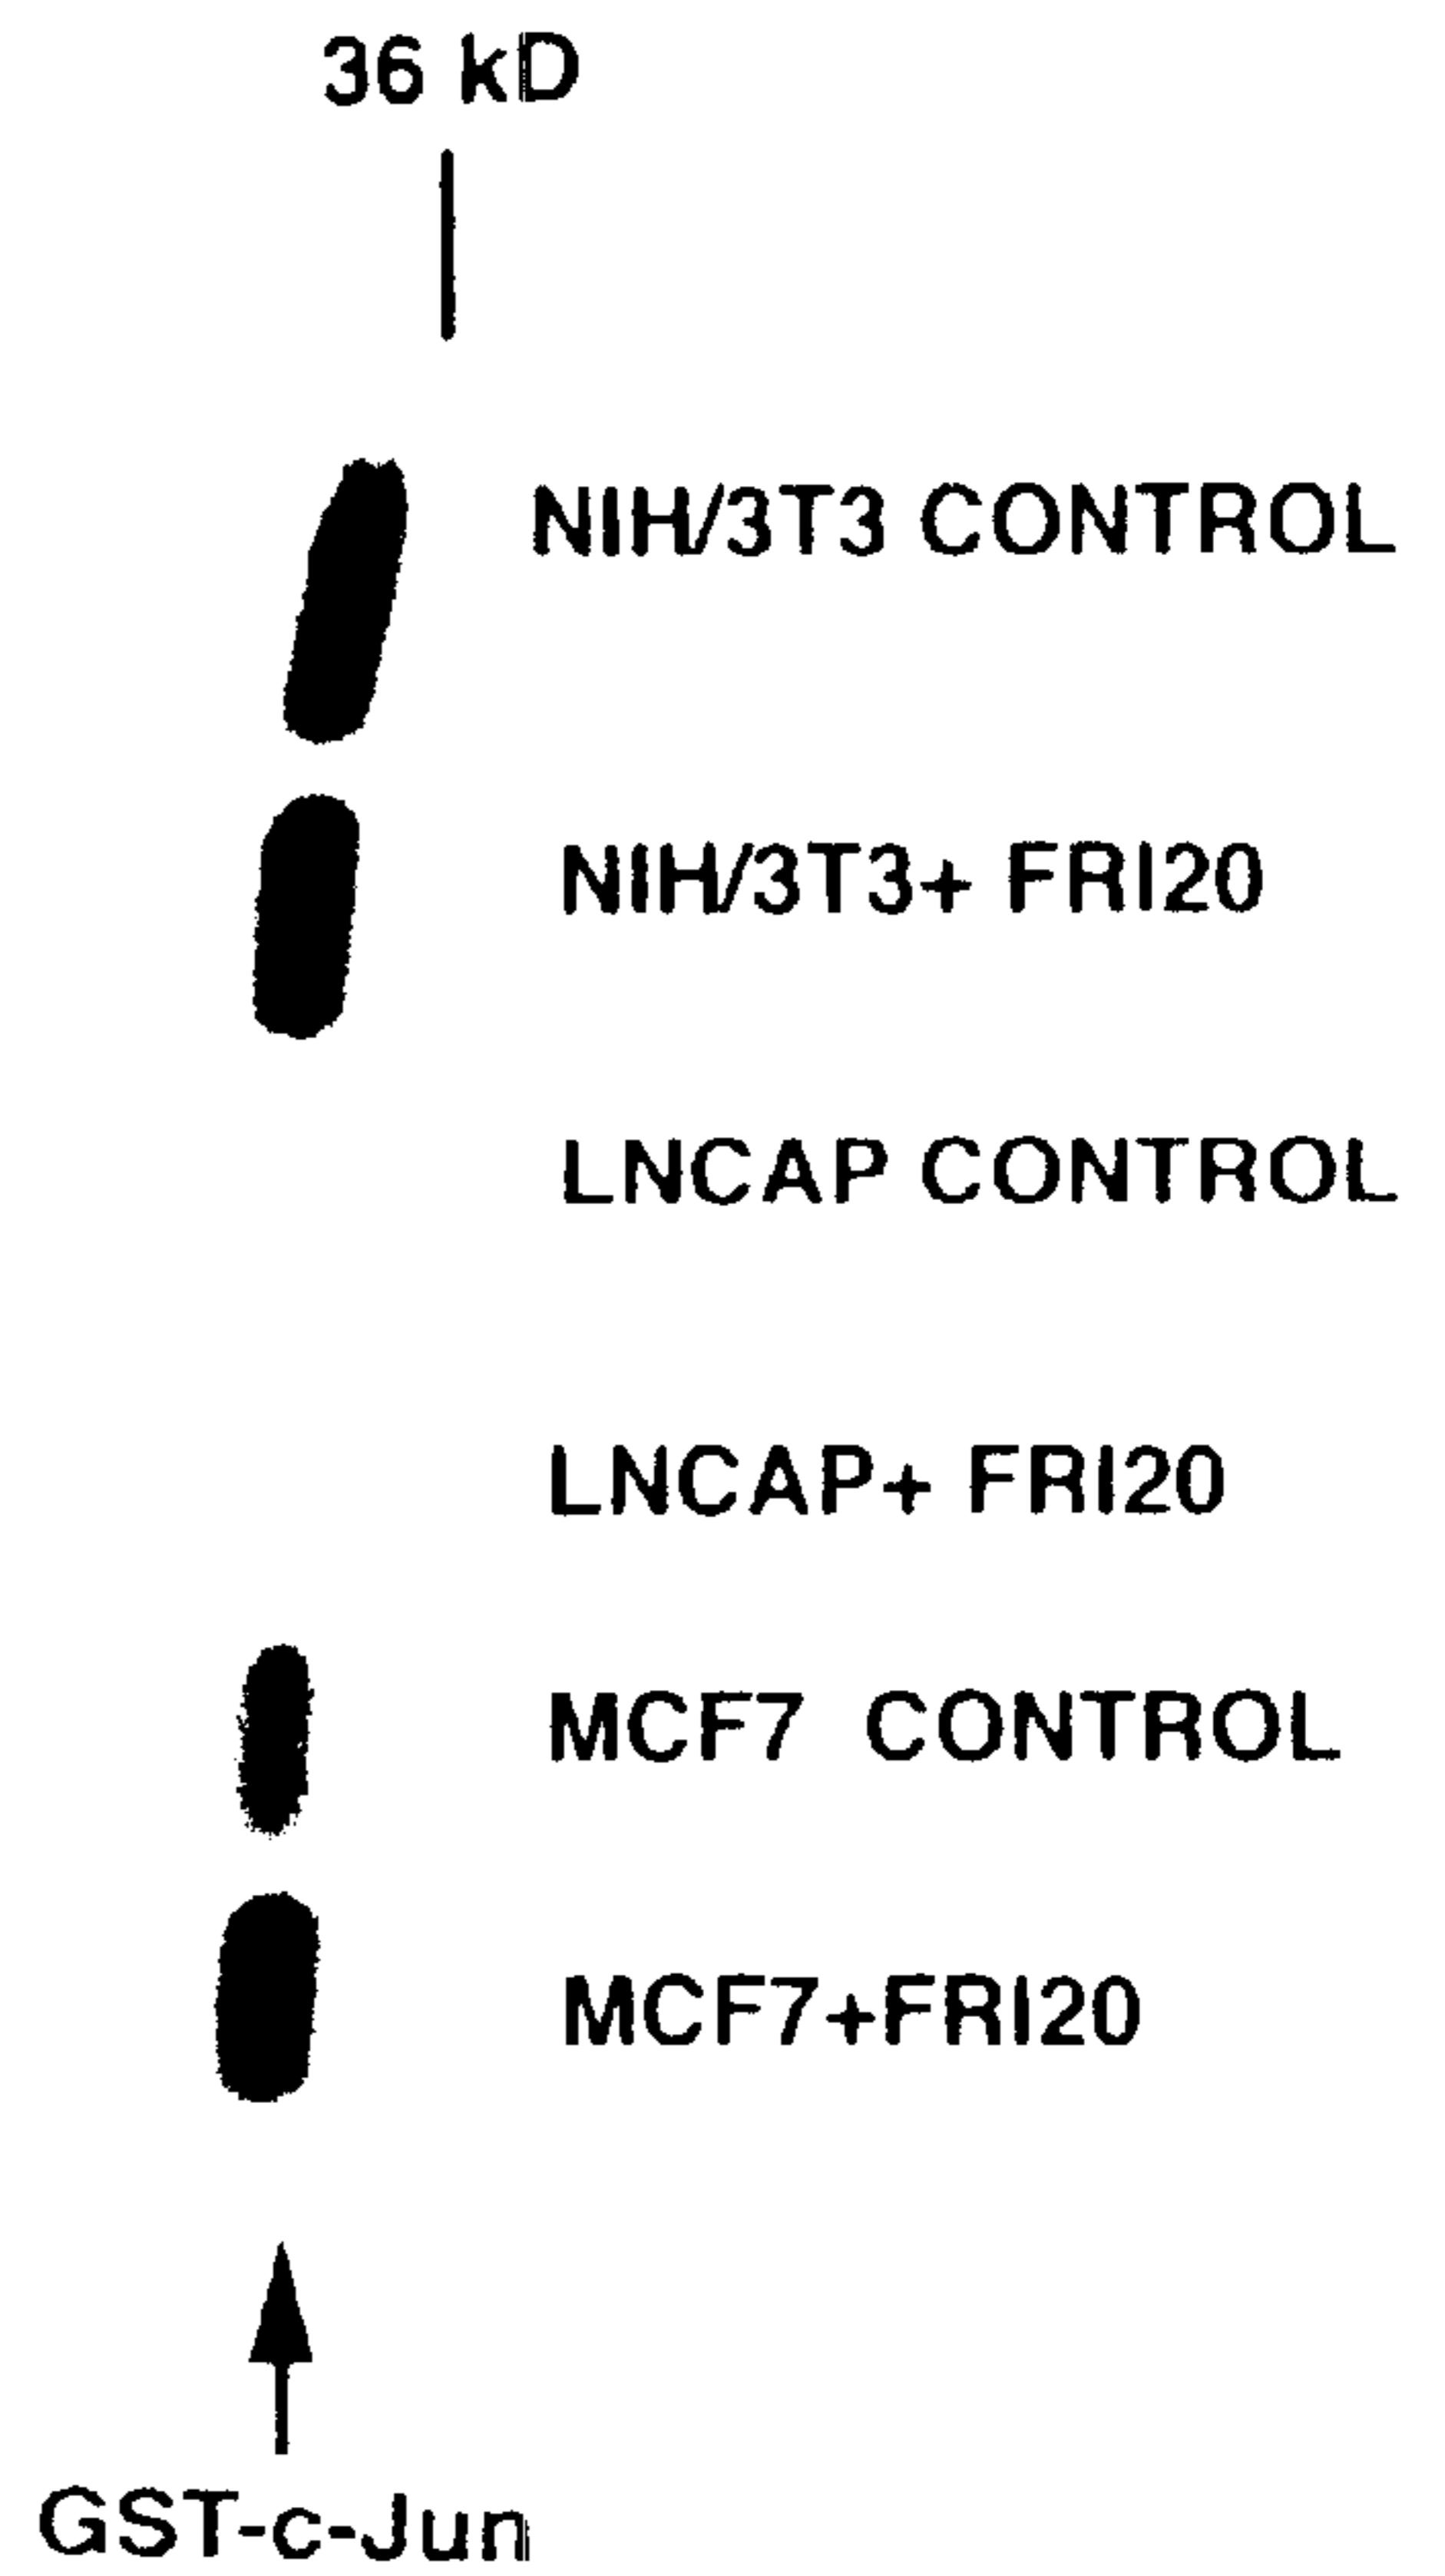 36 kD
NIH/3T3 CONTROL
NIH/3T3+ FRI20
LNCAP CONTROL
LNCAP+ FRI20
MCF7 CONTROL
MCF7+FRI20
GST-c-Jun